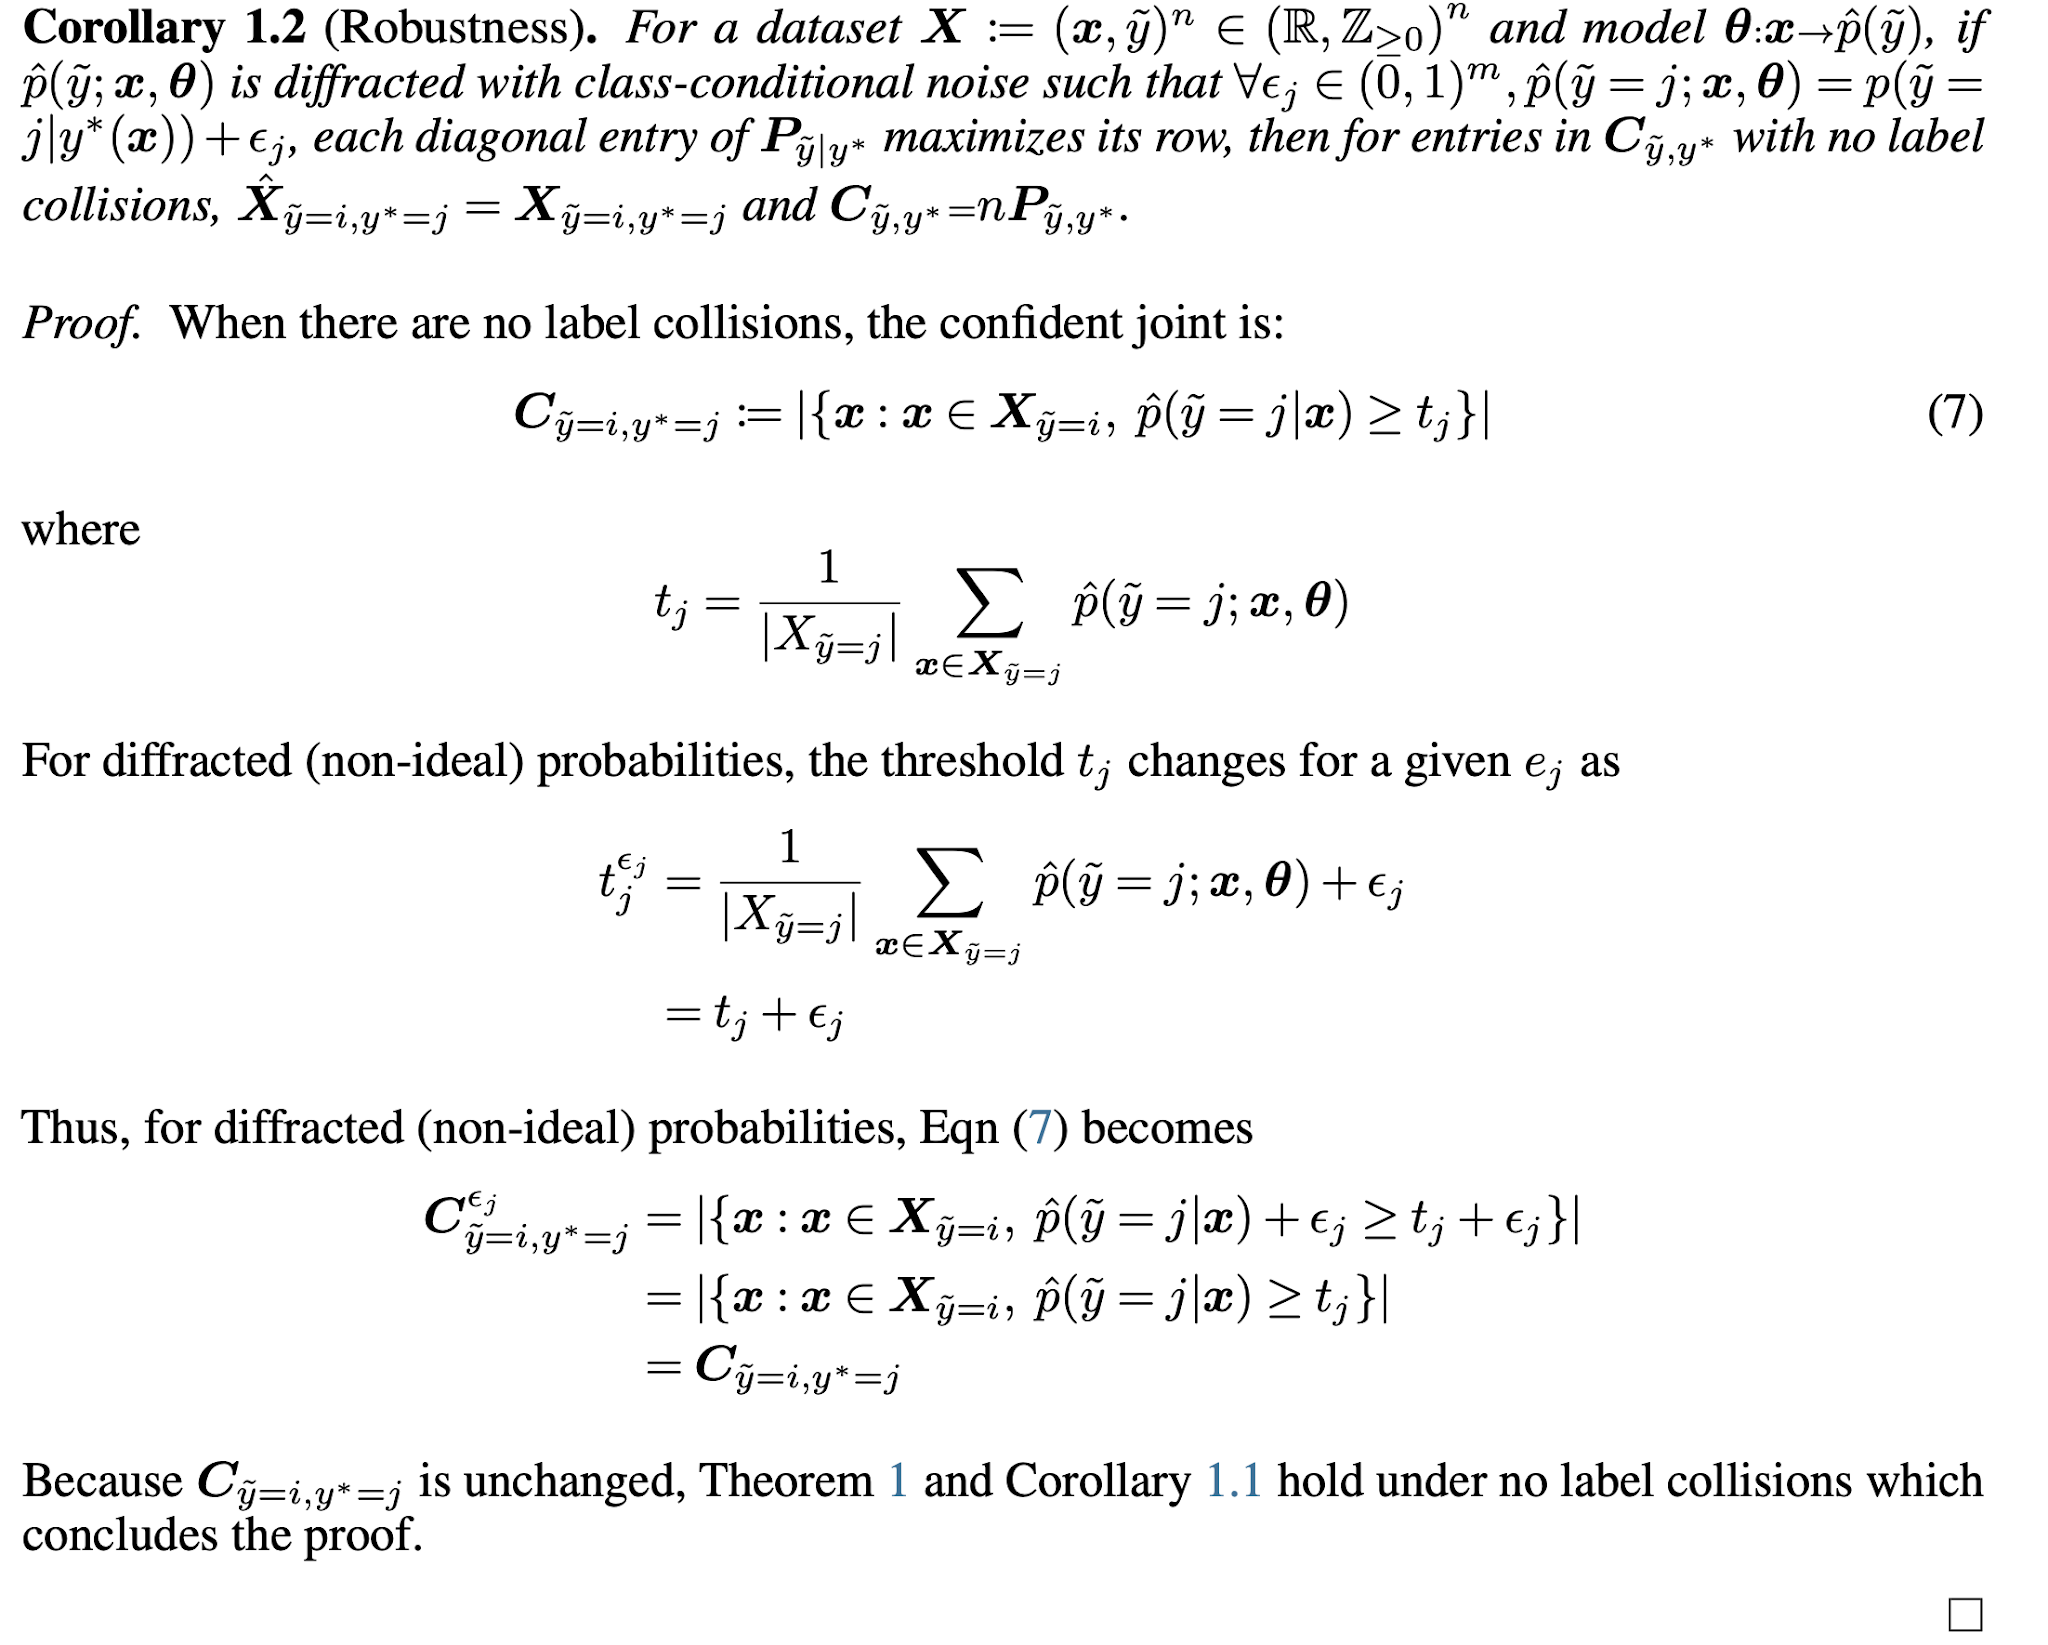 Corollary 1.2 (Robustness). For a dataset X := (x, ỹ)ⁿ ∈ (ℝ, ℤ≥0)ⁿ and model θ:x→p̂(ỹ), if
p̂(ỹ; x, θ) is diffracted with class-conditional noise such that ∀ϵ_j ∈ (0, 1)^m, p̂(ỹ = j; x, θ) = p(ỹ =
j|y*(x)) + ϵ_j, each diagonal entry of P_{ỹ|y*} maximizes its row, then for entries in C_{ỹ,y*} with no label
collisions, X̂_{ỹ=i,y*=j} = X_{ỹ=i,y*=j} and C_{ỹ,y*}=nP_{ỹ,y*}.
Proof. When there are no label collisions, the confident joint is:
C_{ỹ=i,y*=j} := |{x : x ∈ X_{ỹ=i}, p̂(ỹ = j|x) ≥ t_j}| (7)
where
t_j = \frac{1}{|X_{ỹ=j}|} \sum_{x∈X_{ỹ=j}} p̂(ỹ = j; x, θ)
For diffracted (non-ideal) probabilities, the threshold t_j changes for a given e_j as
t_j^{ϵ_j} = \frac{1}{|X_{ỹ=j}|} \sum_{x∈X_{ỹ=j}} p̂(ỹ = j; x, θ) + ϵ_j
= t_j + ϵ_j
Thus, for diffracted (non-ideal) probabilities, Eqn (7) becomes
C^{ϵ_j}_{ỹ=i,y*=j} = |{x : x ∈ X_{ỹ=i}, p̂(ỹ = j|x) + ϵ_j ≥ t_j + ϵ_j}|
= |{x : x ∈ X_{ỹ=i}, p̂(ỹ = j|x) ≥ t_j}|
= C_{ỹ=i,y*=j}
Because C_{ỹ=i,y*=j} is unchanged, Theorem 1 and Corollary 1.1 hold under no label collisions which
concludes the proof.
□